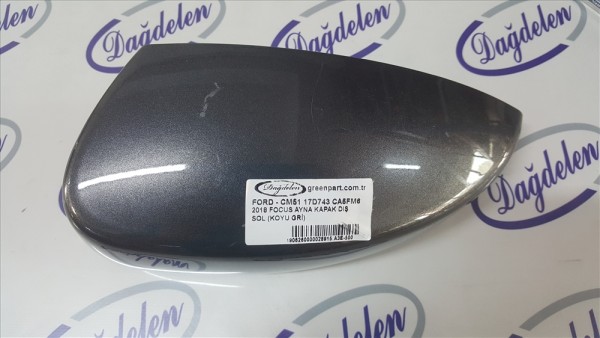 Dağdelen
Dağdelen
Dağdelen
Dağdelen
greenpart.com.tr
FORD - CM51 17D743 CA5FM6
2018 FOCUS AYNA KAPAK DIŞ
SOL (KOYU GRİ)
Dağdelen
Dağdelen